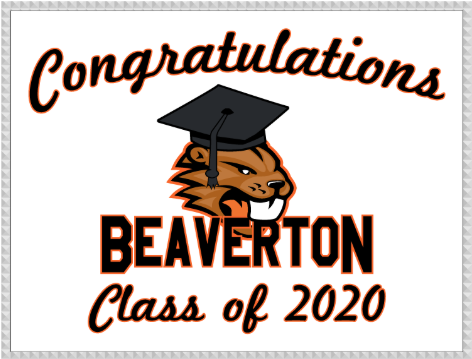 Congratulations
BEAVERTON
Class of 2020